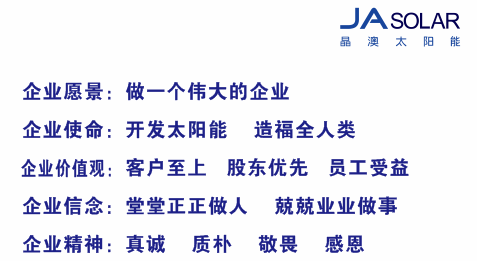 JA SOLAR
晶澳太阳能
企业愿景：做一个伟大的企业
企业使命：开发太阳能 造福全人类
企业价值观：客户至上 股东优先 员工受益
企业信念：堂堂正正做人 兢兢业业做事
企业精神：真诚 质朴 敬畏 感恩